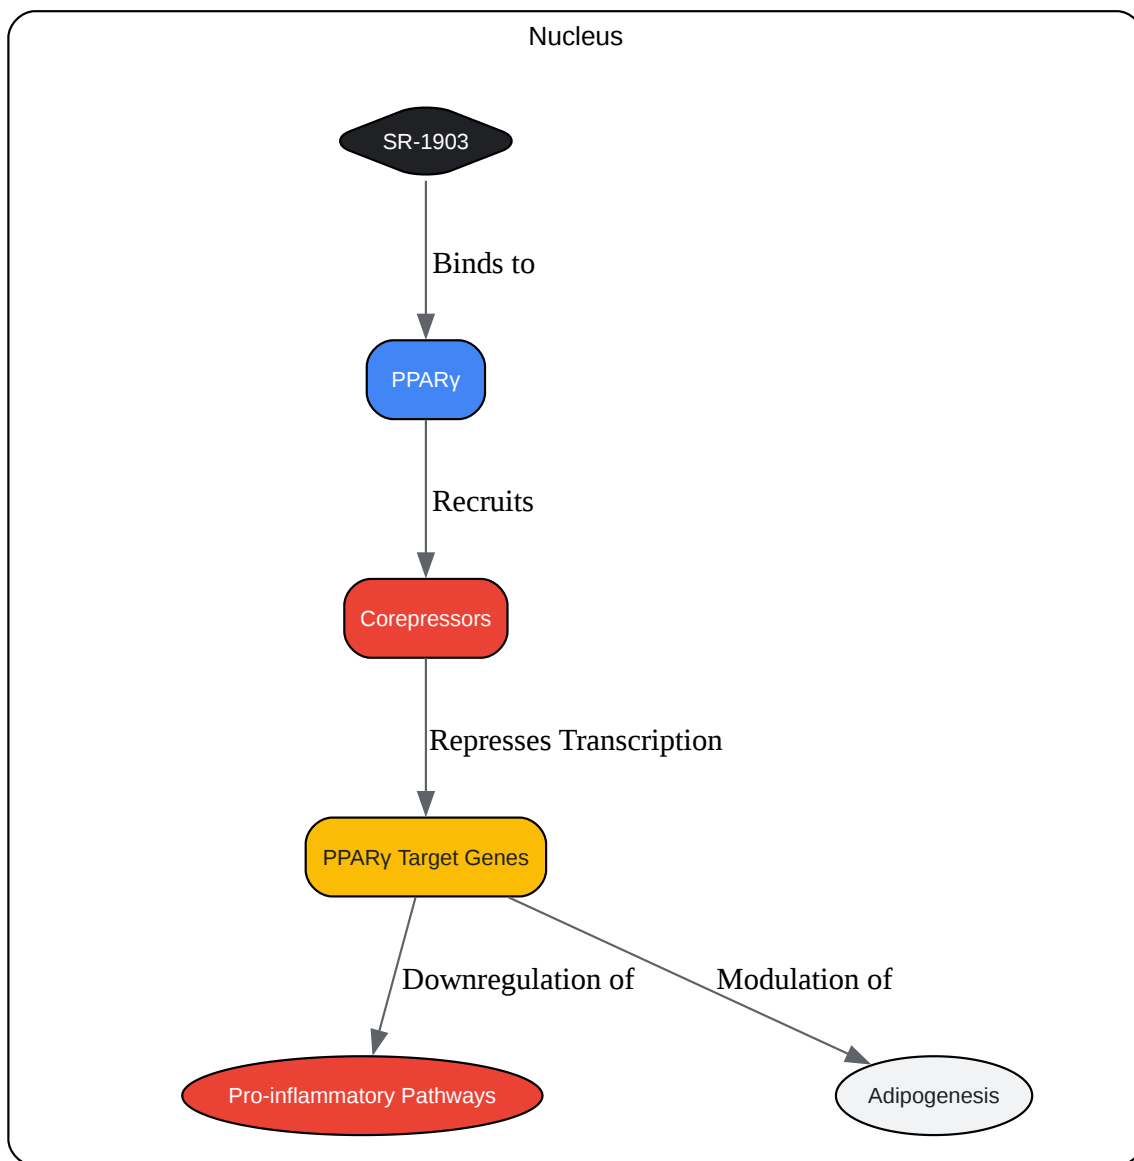 Nucleus
SR-1903
Binds to
PPARγ
Recruits
Corepressors
Represses Transcription
PPARγ Target Genes
Downregulation of
Modulation of
Pro-inflammatory Pathways
Adipogenesis